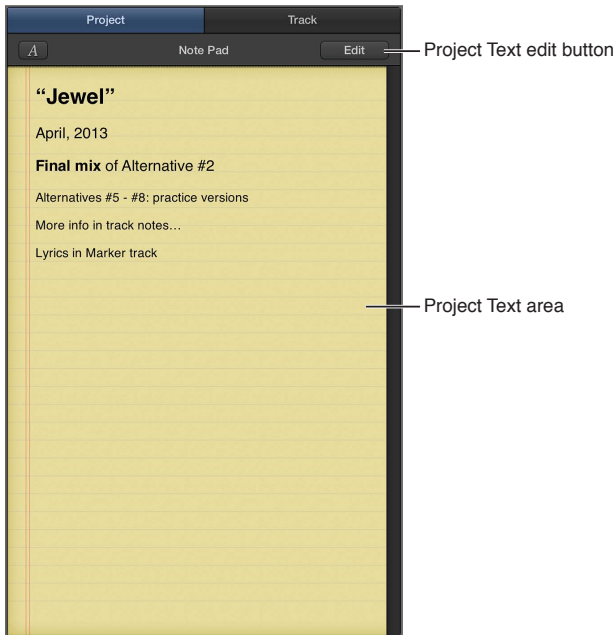 Project Track
A Note Pad Edit
Project Text edit button
“Jewel”
April, 2013
Final mix of Alternative #2
Alternatives #5 - #8: practice versions
More info in track notes…
Lyrics in Marker track
Project Text area